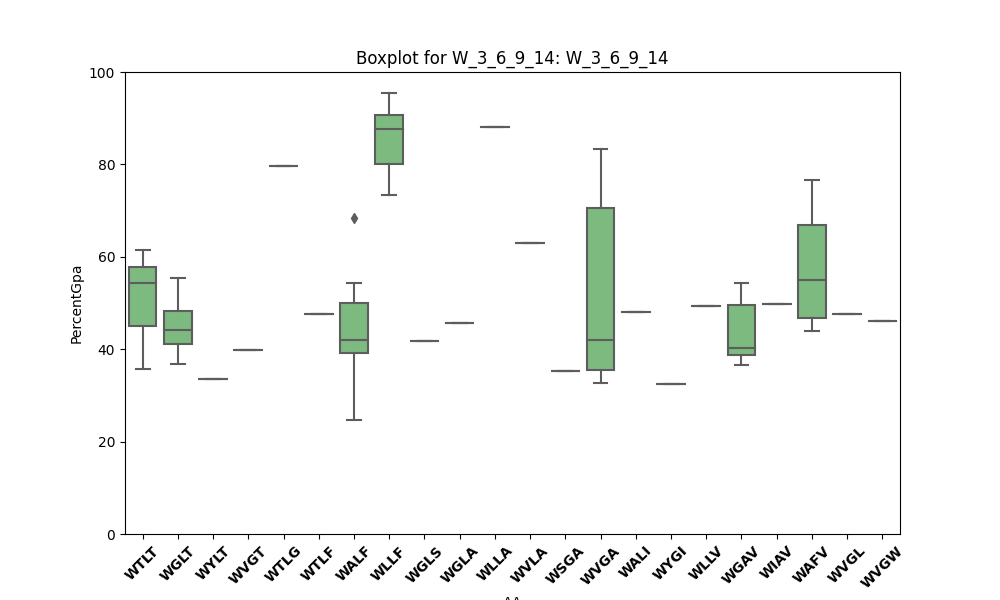 Boxplot for W_3_6_9_14: W_3_6_9_14
PercentGpa
100
80
60
40
20
0
WTLT WGLT WYLT WVGT WTLG WTLF WALF WLLF WGLS WGLA WLLA WVLA WSGA WVGA WALI WYGI WLLV WGAV WIAV WAFV WVGL WVGW